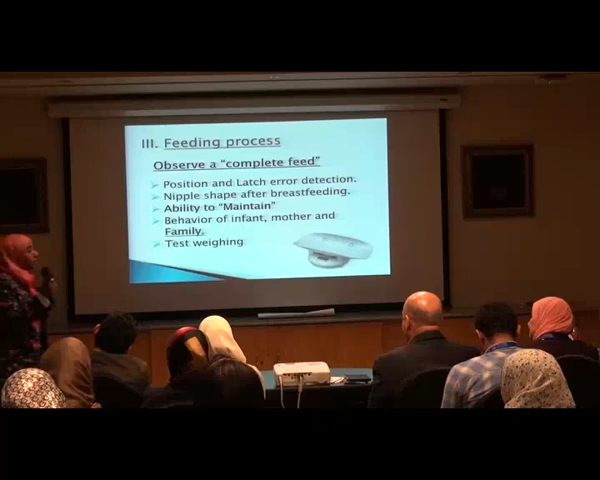 III. Feeding process
Observe a "complete feed"
➢ Position and Latch error detection.
➢ Nipple shape after breastfeeding.
➢ Ability to "Maintain"
➢ Behavior of infant, mother and
Family.
➢ Test weighing